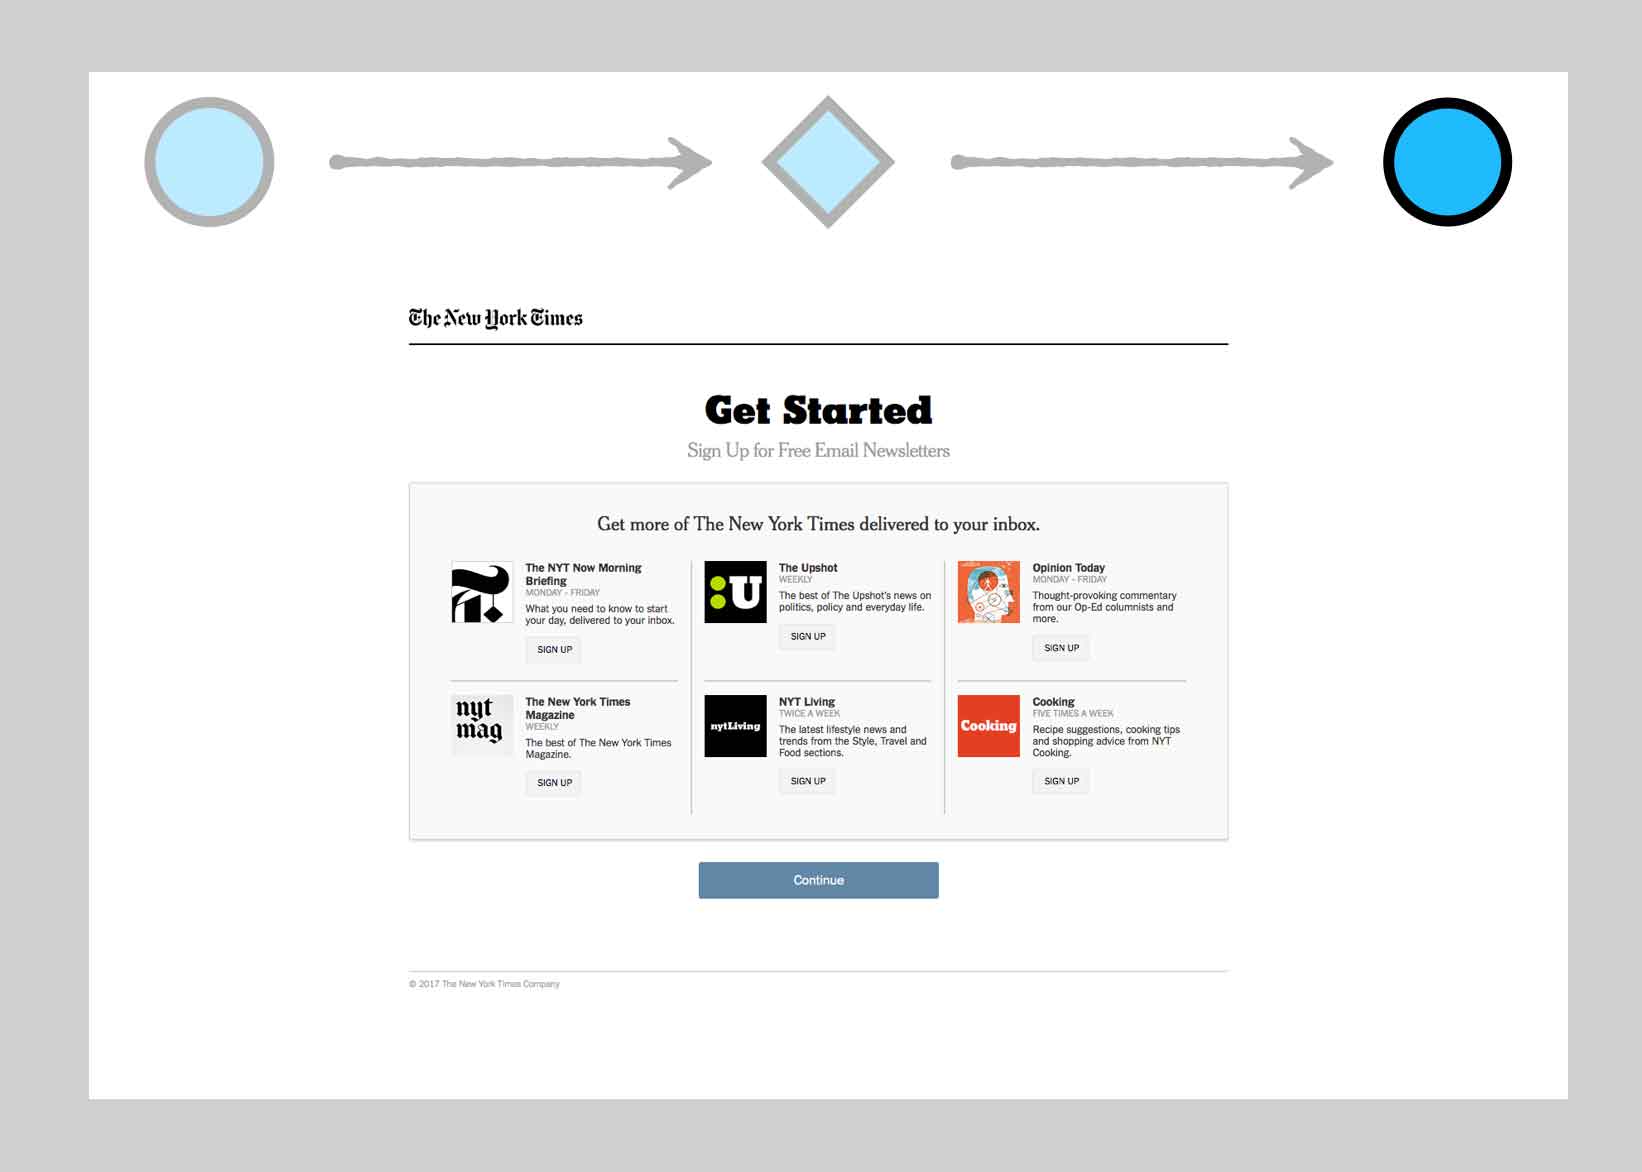 The New York Times
Get Started
Sign Up for Free Email Newsletters
Get more of The New York Times delivered to your inbox.
The NYT Now Morning
Briefing
MONDAY - FRIDAY
What you need to know to start
your day, delivered to your inbox.
SIGN UP
:U
The Upshot
WEEKLY
The best of The Upshot's news on
politics, policy and everyday life.
SIGN UP
Opinion Today
MONDAY - FRIDAY
Thought-provoking commentary
from our Op-Ed columnists and
more.
SIGN UP
nyt
mag
The New York Times
Magazine
WEEKLY
The best of The New York Times
Magazine.
SIGN UP
nytLiving
NYT Living
TWICE A WEEK
The latest lifestyle news and
trends from the Style, Travel and
Food sections.
SIGN UP
Cooking
Cooking
FIVE TIMES A WEEK
Recipe suggestions, cooking tips
and shopping advice from NYT
Cooking.
SIGN UP
Continue
© 2017 The New York Times Company